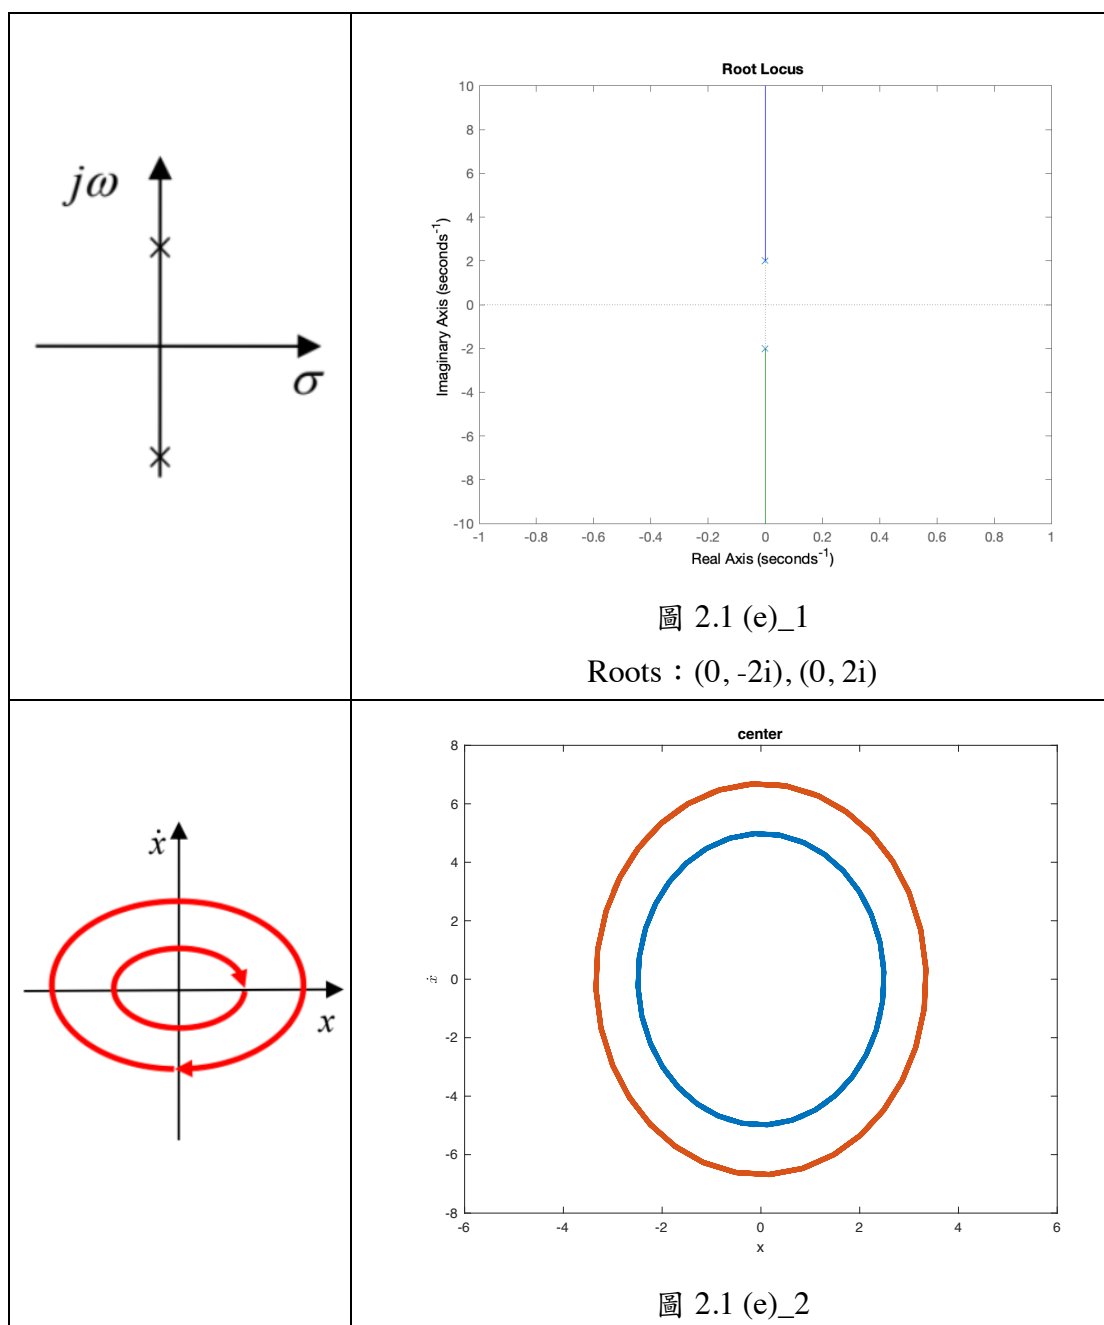 jω
σ
Root Locus
10
8
6
4
2
0
-2
-4
-6
-8
-10
Imaginary Axis (seconds⁻¹)
-1 -0.8 -0.6 -0.4 -0.2 0 0.2 0.4 0.6 0.8 1
Real Axis (seconds⁻¹)
圖 2.1 (e)_1
Roots：(0, -2i), (0, 2i)
ẋ
x
center
8
6
4
2
0
-2
-4
-6
-8
ẋ
-6 -4 -2 0 2 4 6
x
圖 2.1 (e)_2